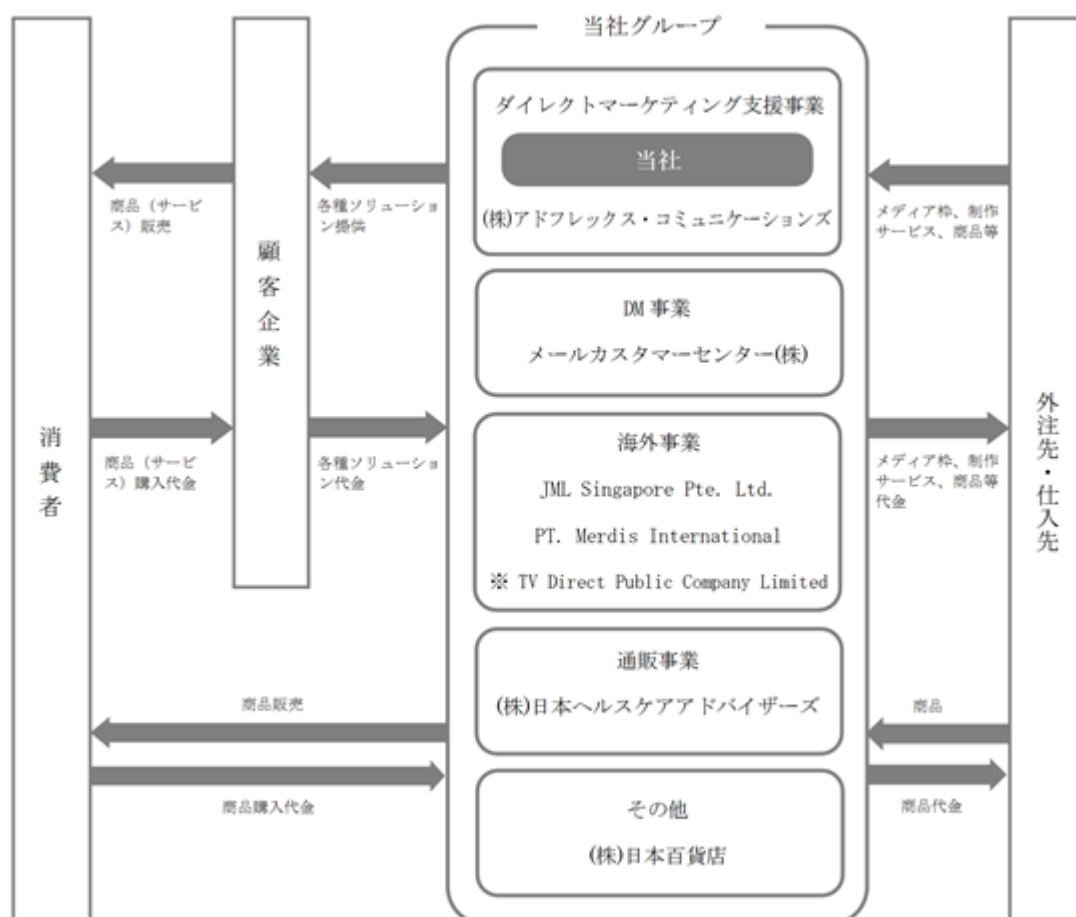 当社グループ
ダイレクトマーケティング支援事業
当社
(株)アドフレックス・コミュニケーションズ
商品（サービ
ス）販売
各種ソリューショ
ン提供
メディア枠、制作
サービス、商品等
顧客企業
DM 事業
メールカスタマーセンター(株)
消費者
外注先・仕入先
商品（サービ
ス）購入代金
各種ソリューショ
ン代金
海外事業
JML Singapore Pte. Ltd.
PT. Merdis International
※ TV Direct Public Company Limited
メディア枠、制作
サービス、商品等
代金
通販事業
(株)日本ヘルスケアアドバイザーズ
商品販売
商品
商品購入代金
商品代金
その他
(株)日本百貨店